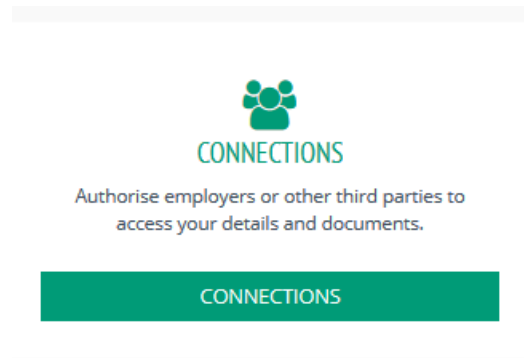 CONNECTIONS
Authorise employers or other third parties to
access your details and documents.
CONNECTIONS